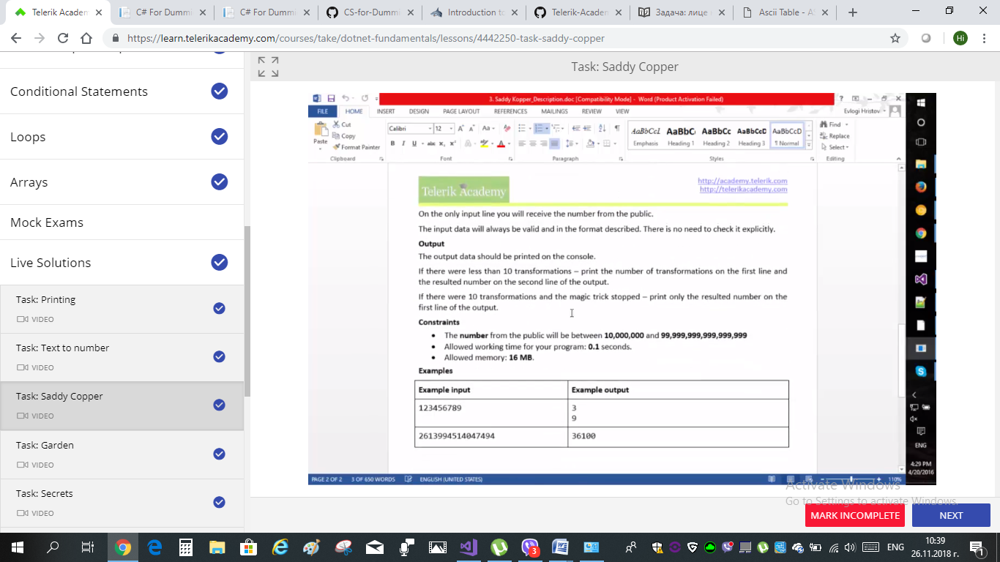 Telerik Academ
C# For Dummi
C# For Dummi
CS-for-Dummi
Introduction to
Telerik-Academ
Задача: лице
Ascii Table - AS
https://learn.telerikacademy.com/courses/take/dotnet-fundamentals/lessons/4442250-task-saddy-copper
Hi
Conditional Statements
Loops
Arrays
Mock Exams
Live Solutions
Task: Printing
VIDEO
Task: Text to number
VIDEO
Task: Saddy Copper
VIDEO
Task: Garden
VIDEO
Task: Secrets
VIDEO
Task: Saddy Copper
3. Saddy Kopper_Description.doc [Compatibility Mode] - Word (Product Activation Failed)
FILE HOME INSERT DESIGN PAGE LAYOUT REFERENCES MAILINGS REVIEW VIEW
Evlogi Hristov
Paste
Cut
Copy
Format Painter
Clipboard
Calibri 12
Font
Paragraph
AaBbCcL AaBbC AaBbCc AaBbCcD AaBbCcD
Emphasis Heading 1 Heading 2 Heading 3 ¶ Normal
Styles
Find
Replace
Select
Editing
Telerik Academy
http://academy.telerik.com
http://telerikacademy.com
On the only input line you will receive the number from the public.
The input data will always be valid and in the format described. There is no need to check it explicitly.
Output
The output data should be printed on the console.
If there were less than 10 transformations – print the number of transformations on the first line and
the resulted number on the second line of the output.
If there were 10 transformations and the magic trick stopped – print only the resulted number on the
first line of the output.
Constraints
• The number from the public will be between 10,000,000 and 99,999,999,999,999,999
• Allowed working time for your program: 0.1 seconds.
• Allowed memory: 16 MB.
Examples
Example input Example output
123456789 3
9
2613994514047494 36100
PAGE 2 OF 2 3 OF 650 WORDS ENGLISH (UNITED STATES)
110%
ENG
4:29 PM
4/20/2016
Activate Windows
Go to Settings to activate Windows.
MARK INCOMPLETE
NEXT
3
ENG
10:39
26.11.2018 г.
1